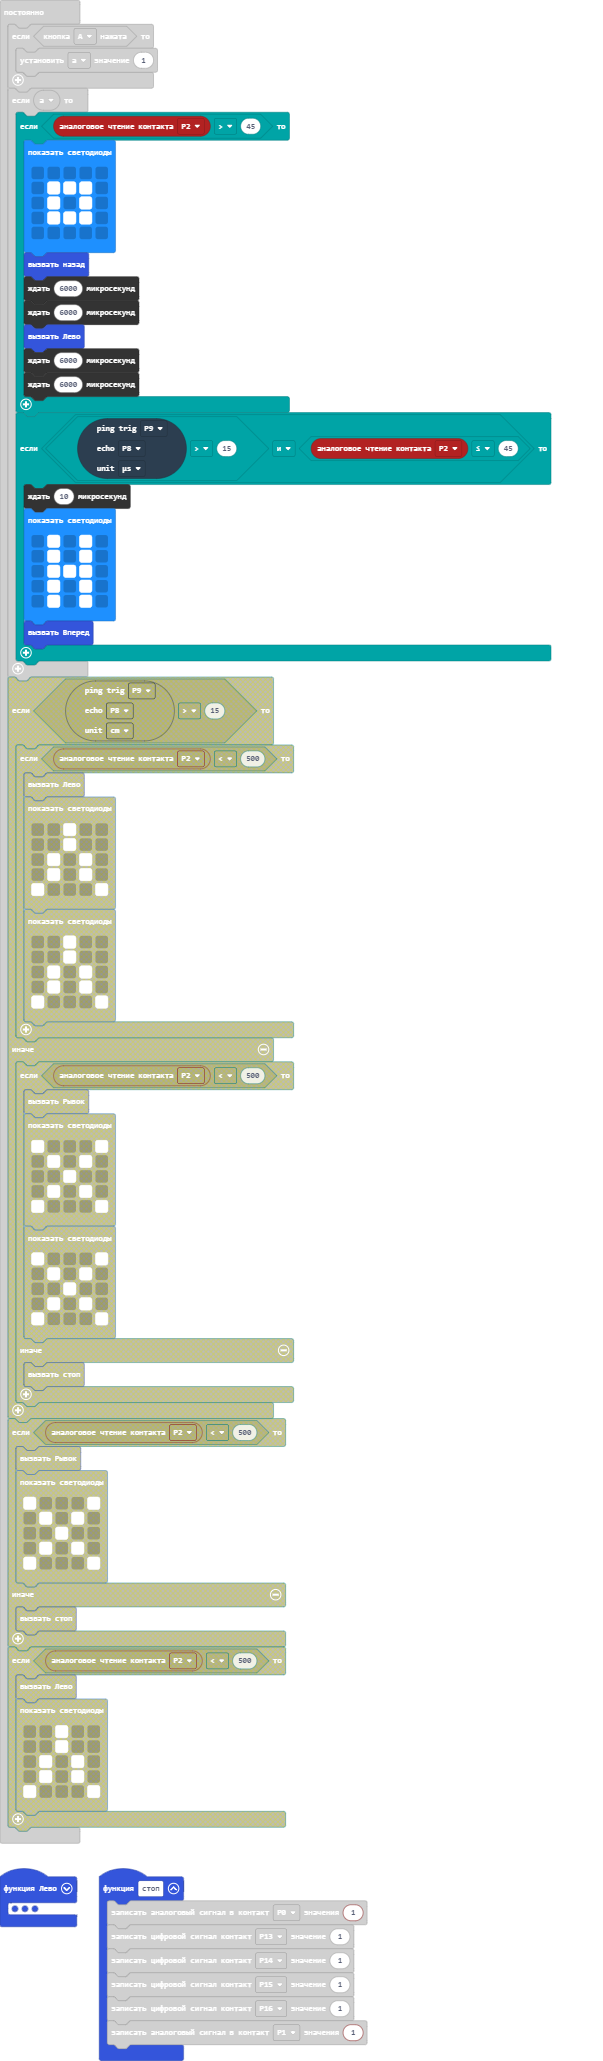 постоянно
если кнопка A нажата то
установить a значение 1
если a то
если аналоговое чтение контакта P2 > 45 то
показать светодиоды
вызвать назад
ждать 6000 микросекунд
ждать 6000 микросекунд
вызвать Лево
ждать 6000 микросекунд
ждать 6000 микросекунд
ping trig P9
если echo P8 > 15 и аналоговое чтение контакта P2 ≤ 45 то
unit μs
ждать 10 микросекунд
показать светодиоды
вызвать Вперед
ping trig P9
если echo P8 > 15 то
unit cm
если аналоговое чтение контакта P2 < 500 то
вызвать Лево
показать светодиоды
показать светодиоды
иначе
если аналоговое чтение контакта P2 < 500 то
вызвать Рывок
показать светодиоды
показать светодиоды
иначе
вызвать стоп
если аналоговое чтение контакта P2 < 500 то
вызвать Рывок
показать светодиоды
иначе
вызвать стоп
если аналоговое чтение контакта P2 < 500 то
вызвать Лево
показать светодиоды
функция Лево
функция стоп
записать аналоговый сигнал в контакт P0 значение 1
записать цифровой сигнал контакт P13 значение 1
записать цифровой сигнал контакт P14 значение 1
записать цифровой сигнал контакт P15 значение 1
записать цифровой сигнал контакт P16 значение 1
записать аналоговый сигнал в контакт P1 значение 1